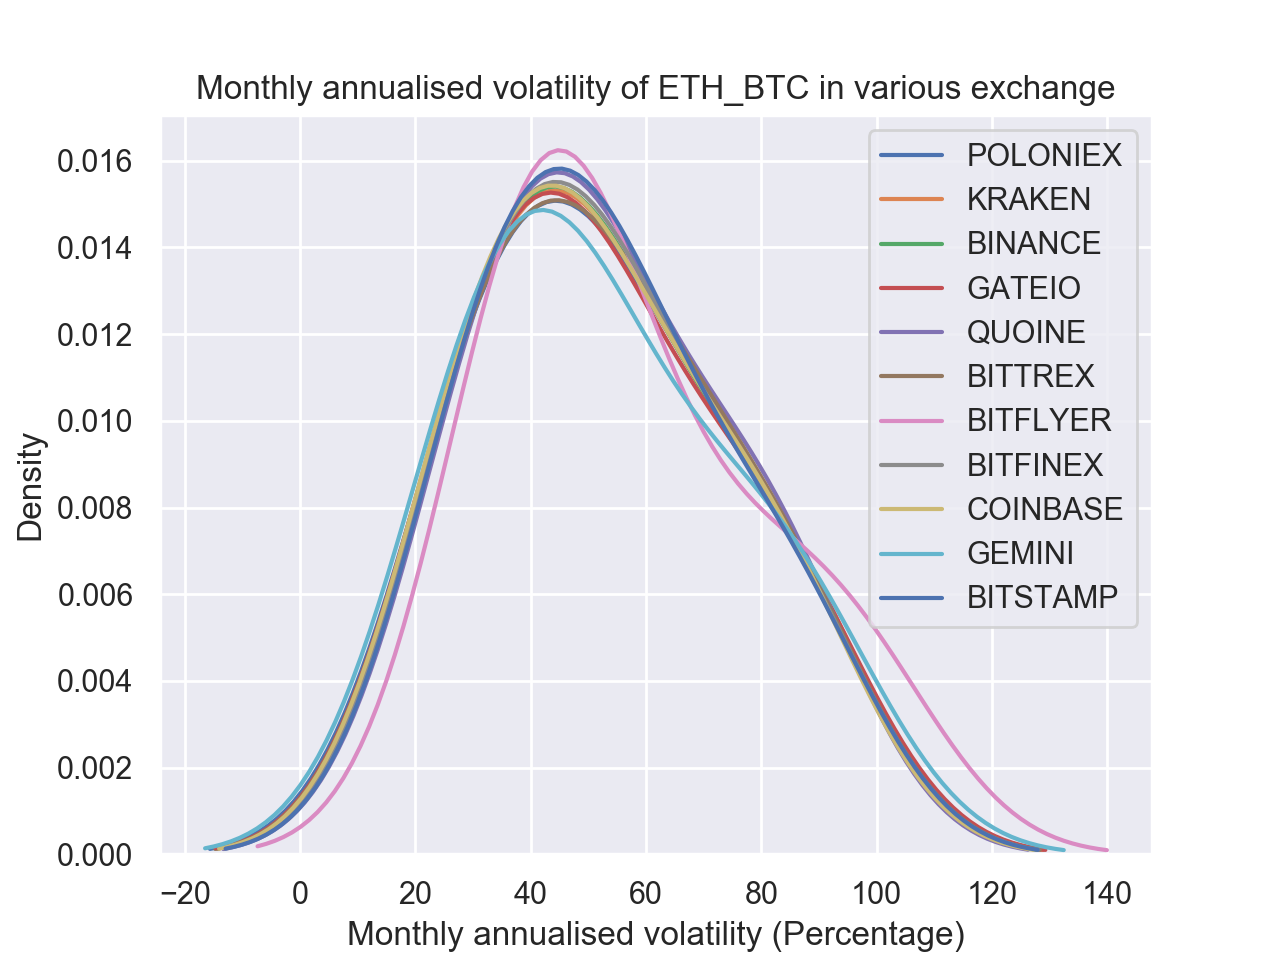 Monthly annualised volatility of ETH_BTC in various exchange
POLONIEX
KRAKEN
BINANCE
GATEIO
QUOINE
BITTREX
BITFLYER
BITFINEX
COINBASE
GEMINI
BITSTAMP
Density
0.016
0.014
0.012
0.010
0.008
0.006
0.004
0.002
0.000
−20 0 20 40 60 80 100 120 140
Monthly annualised volatility (Percentage)